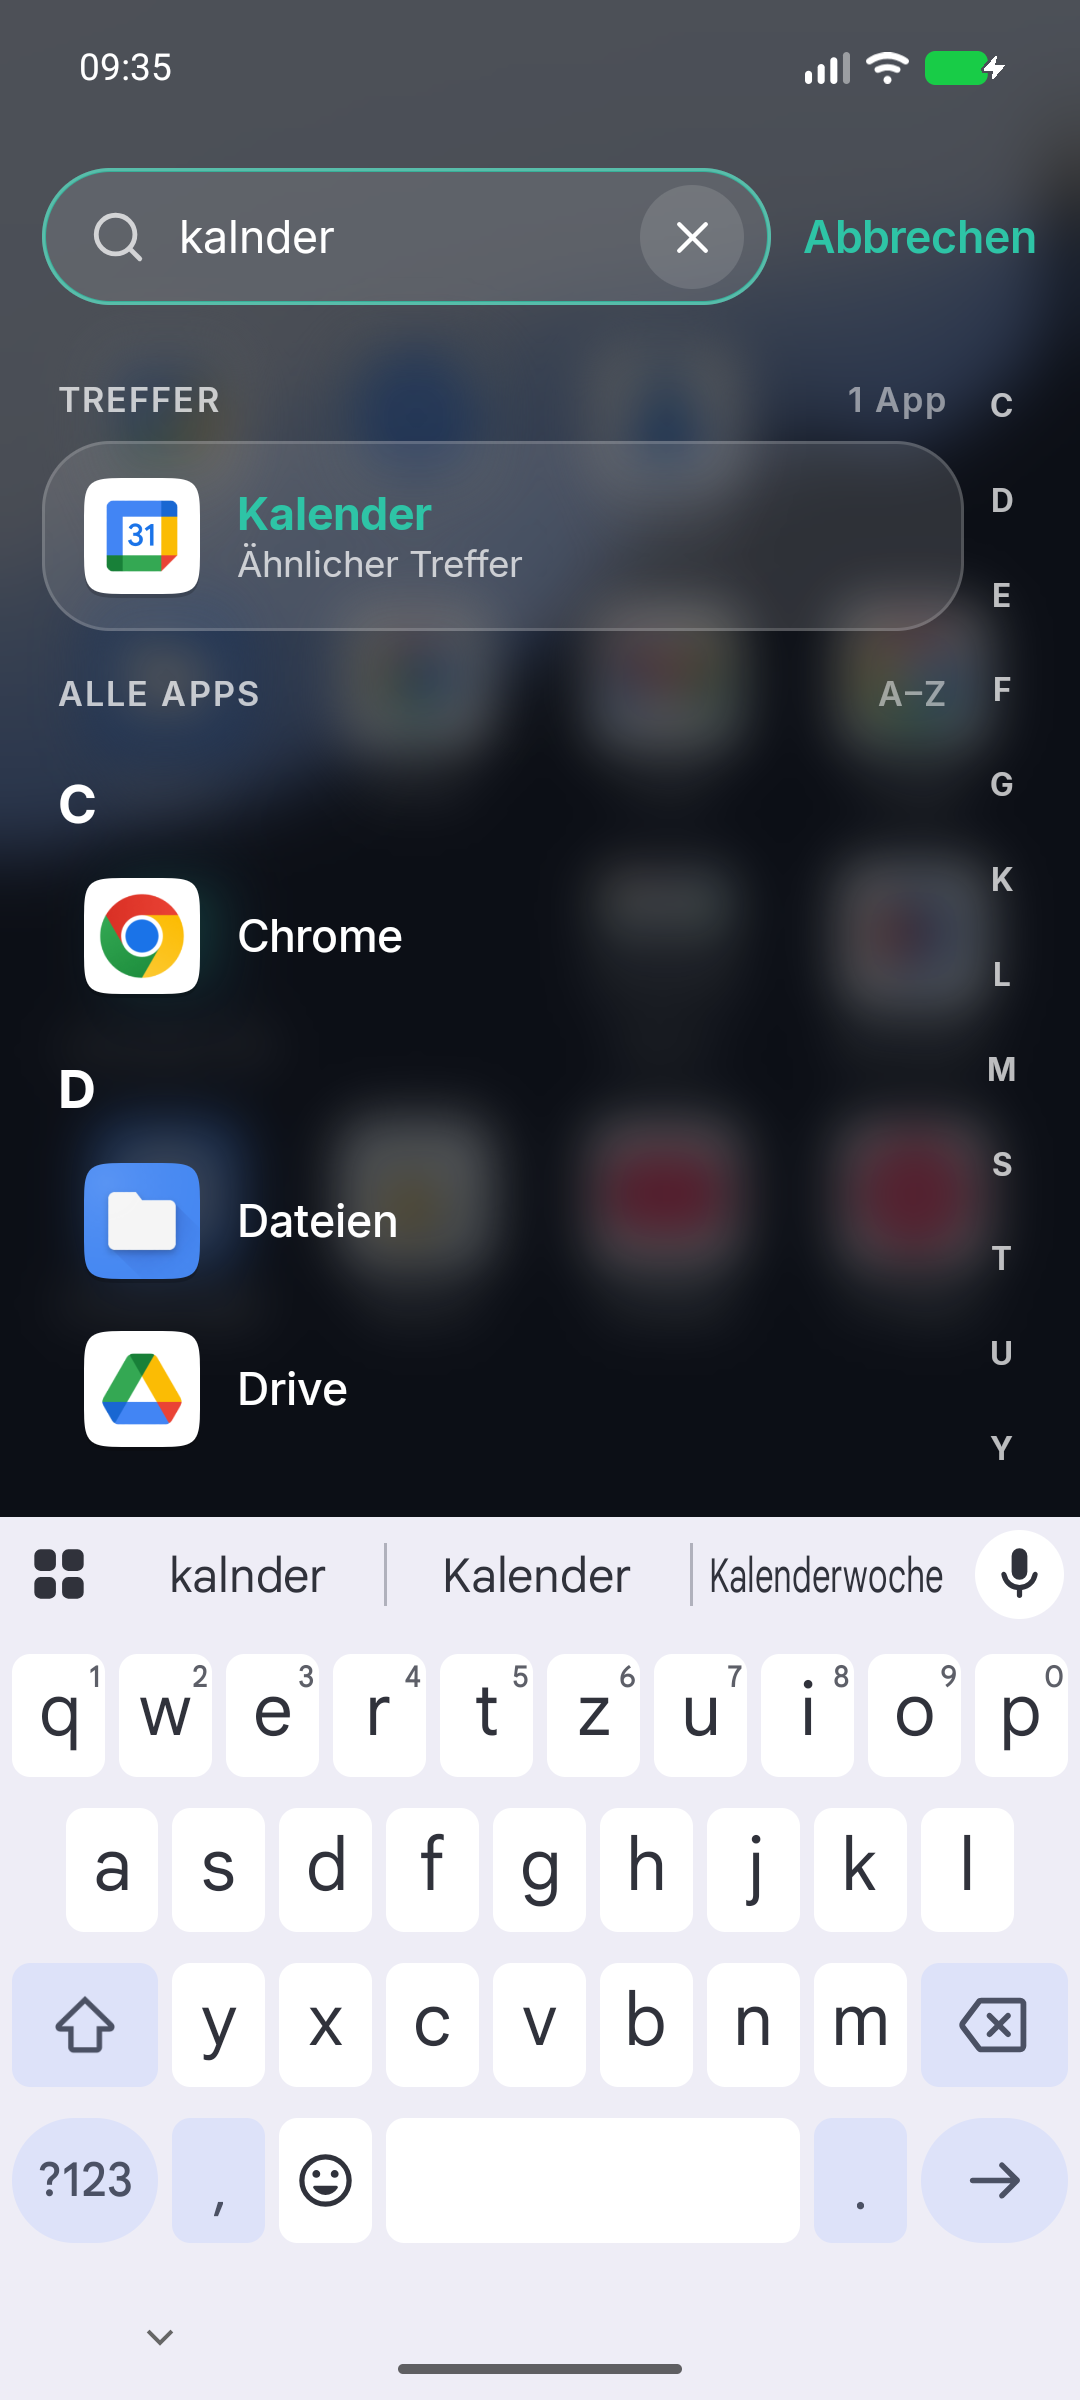 09:35
kalnder
Abbrechen
TREFFER
1 App
31
Kalender
Ähnlicher Treffer
ALLE APPS
A–Z
C
Chrome
D
Dateien
Drive
C
D
E
F
G
K
L
M
S
T
U
Y
kalnder Kalender Kalenderwoche
q1 w2 e3 r4 t5 z6 u7 i8 o9 p0
a s d f g h j k l
y x c v b n m
?123 , .